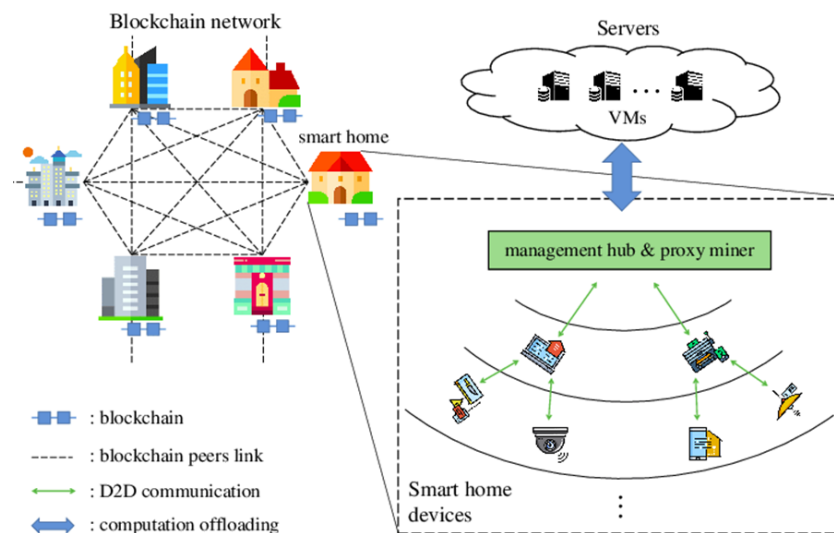 Blockchain network
smart home
: blockchain
: blockchain peers link
: D2D communication
: computation offloading
Servers
VMs
management hub & proxy miner
Smart home
devices